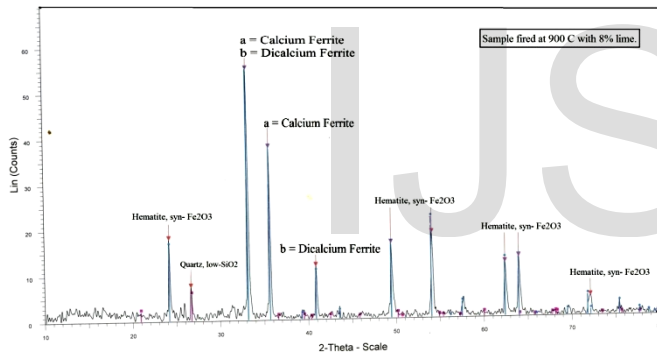 a = Calcium Ferrite
b = Dicalcium Ferrite
Sample fired at 900 C with 8% lime.
IJS
60
50
40
30
20
10
0
Lin (Counts)
a = Calcium Ferrite
Hematite, syn- Fe2O3
Quartz, low-SiO2
b = Dicalcium Ferrite
Hematite, syn- Fe2O3
Hematite, syn- Fe2O3
Hematite, syn- Fe2O3
10 20 30 40 50 60 70 80
2-Theta - Scale